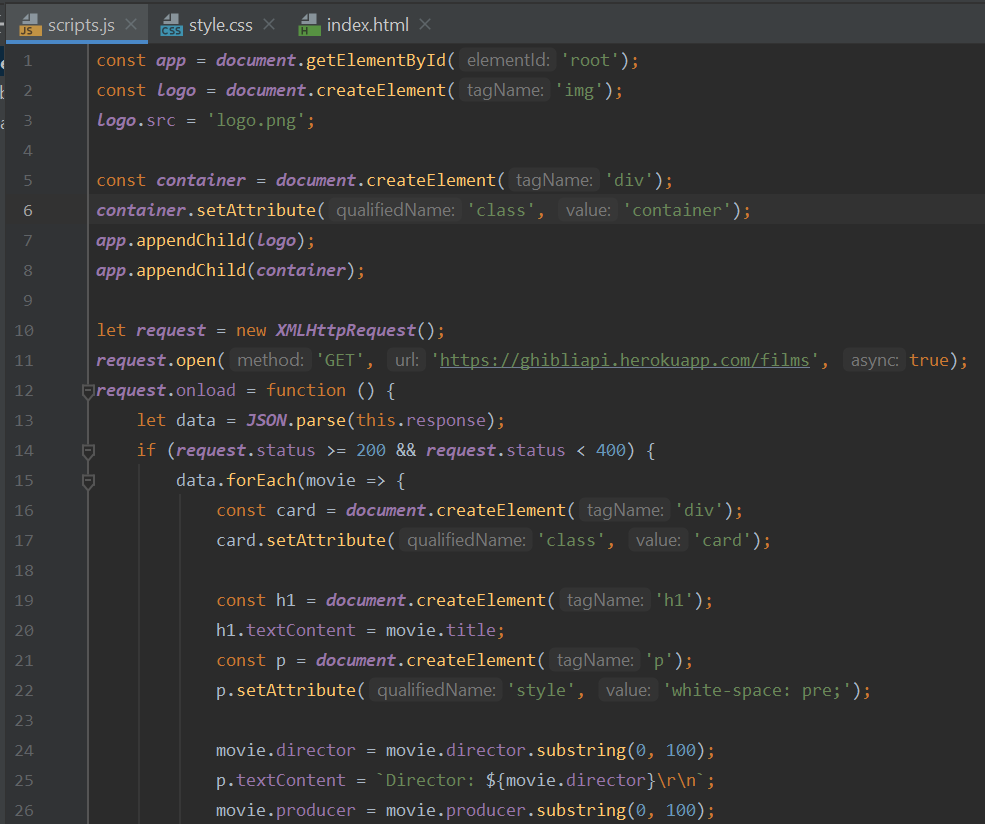 scripts.js style.css index.html
1 const app = document.getElementById( elementId: 'root');
2 const logo = document.createElement( tagName: 'img');
3 logo.src = 'logo.png';
4
5 const container = document.createElement( tagName: 'div');
6 container.setAttribute( qualifiedName: 'class', value: 'container');
7 app.appendChild(logo);
8 app.appendChild(container);
9
10 let request = new XMLHttpRequest();
11 request.open( method: 'GET', url: 'https://ghibliapi.herokuapp.com/films', async: true);
12 request.onload = function () {
13 let data = JSON.parse(this.response);
14 if (request.status >= 200 && request.status < 400) {
15 data.forEach(movie => {
16 const card = document.createElement( tagName: 'div');
17 card.setAttribute( qualifiedName: 'class', value: 'card');
18
19 const h1 = document.createElement( tagName: 'h1');
20 h1.textContent = movie.title;
21 const p = document.createElement( tagName: 'p');
22 p.setAttribute( qualifiedName: 'style', value: 'white-space: pre;');
23
24 movie.director = movie.director.substring(0, 100);
25 p.textContent = `Director: ${movie.director}\r\n`;
26 movie.producer = movie.producer.substring(0, 100);